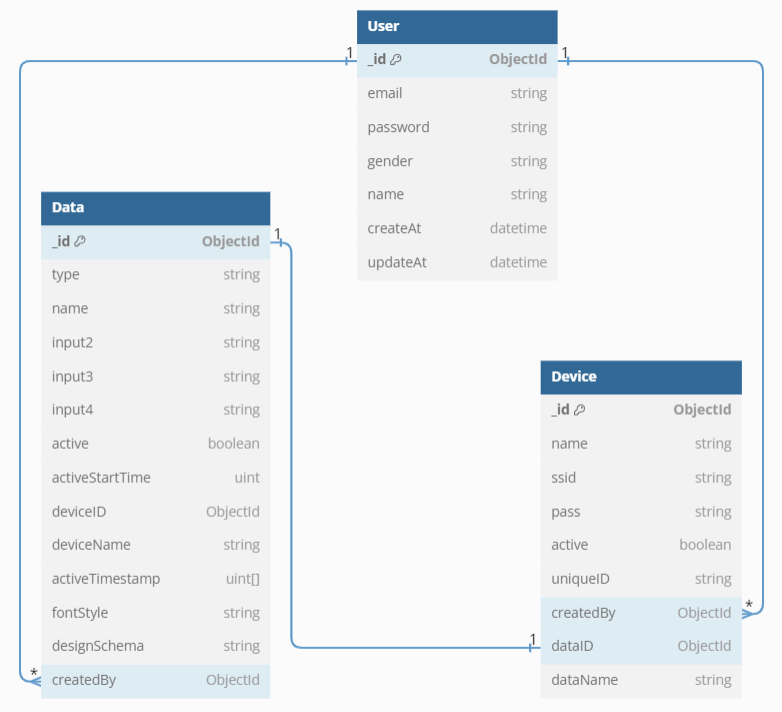 User
1
_id ObjectId
1
email string
password string
gender string
name string
createAt datetime
updateAt datetime
Data
_id ObjectId
1
type string
name string
input2 string
input3 string
input4 string
active boolean
activeStartTime uint
deviceID ObjectId
deviceName string
activeTimestamp uint[]
fontStyle string
designSchema string
* createdBy ObjectId
Device
_id ObjectId
name string
ssid string
pass string
active boolean
uniqueID string
createdBy ObjectId *
1 dataID ObjectId
dataName string